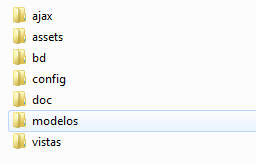 ajax
assets
bd
config
doc
modelos
vistas